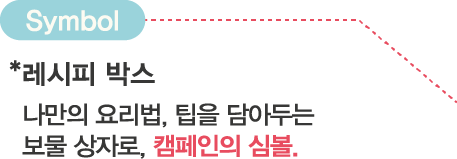 Symbol
*레시피 박스
나만의 요리법, 팁을 담아두는
보물 상자로, 캠페인의 심볼.